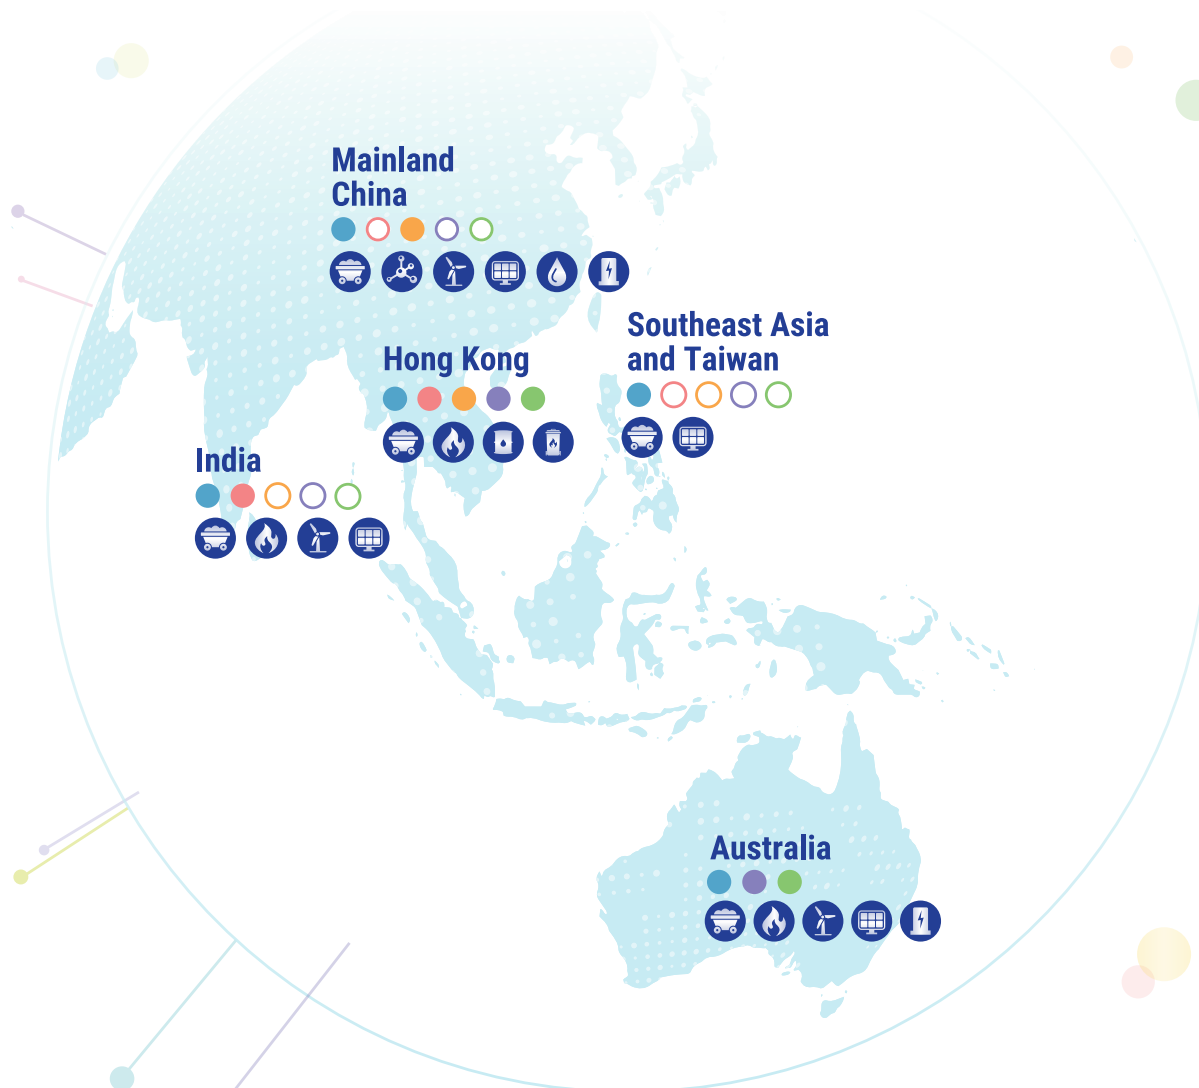 Mainland
China
Southeast Asia
and Taiwan
Hong Kong
India
Australia